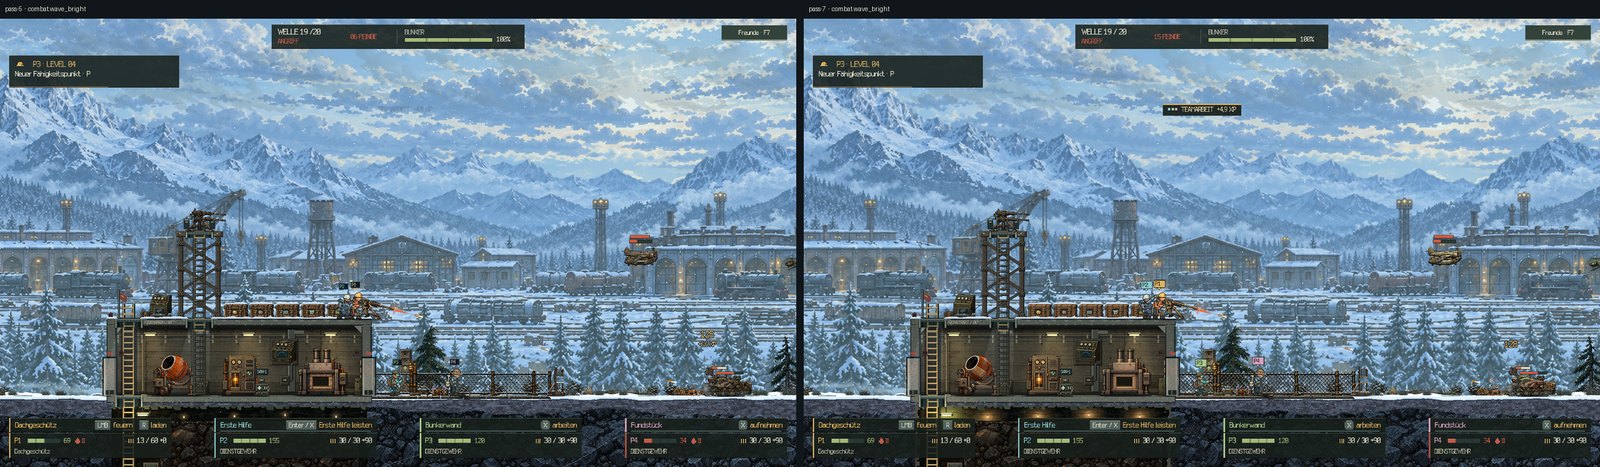 pass-6 · combatwave_bright
WELLE 19 / 20
ANGRIFF
06 FEINDE
BUNKER
100%
Freunde · F7
P3 · LEVEL 04
Neuer Fähigkeitspunkt · P
Dachgeschütz LMB feuern R laden
P1 69 13 / 60 +0
Dachgeschütz
Erste Hilfe Enter / X Erste Hilfe leisten
P2 155 30 / 30 +90
DIENSTGEWEHR
Bunkerwand X arbeiten
P3 120 30 / 30 +90
DIENSTGEWEHR
Fundstück X aufnehmen
P4 34 30 / 30 +90
DIENSTGEWEHR
pass-7 · combatwave_bright
WELLE 19 / 20
ANGRIFF
15 FEINDE
BUNKER
100%
Freunde · F7
P3 · LEVEL 04
Neuer Fähigkeitspunkt · P
TEAMARBEIT +4,9 XP
Dachgeschütz LMB feuern R laden
P1 69 13 / 60 +0
Dachgeschütz
Erste Hilfe Enter / X Erste Hilfe leisten
P2 155 30 / 30 +90
DIENSTGEWEHR
Bunkerwand X arbeiten
P3 120 30 / 30 +90
DIENSTGEWEHR
Fundstück X aufnehmen
P4 34 30 / 30 +90
DIENSTGEWEHR